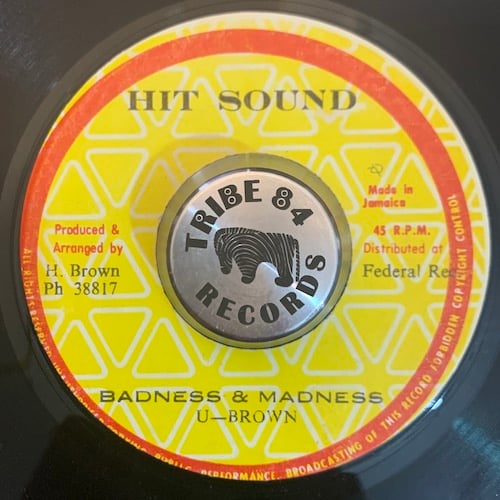 HIT SOUND
TRIBE 84
RECORDS
Made in
Jamaica
Produced &
Arranged by
H. Brown
Ph 38817
45 R.P.M.
Distributed at
Federal Rec
BADNESS & MADNESS
U—BROWN
ALL RIGHTS RESERVED
PUBLIC PERFORMANCE, BROADCASTING OF THIS RECORD FORBIDDEN COPYRIGHT CONTROL